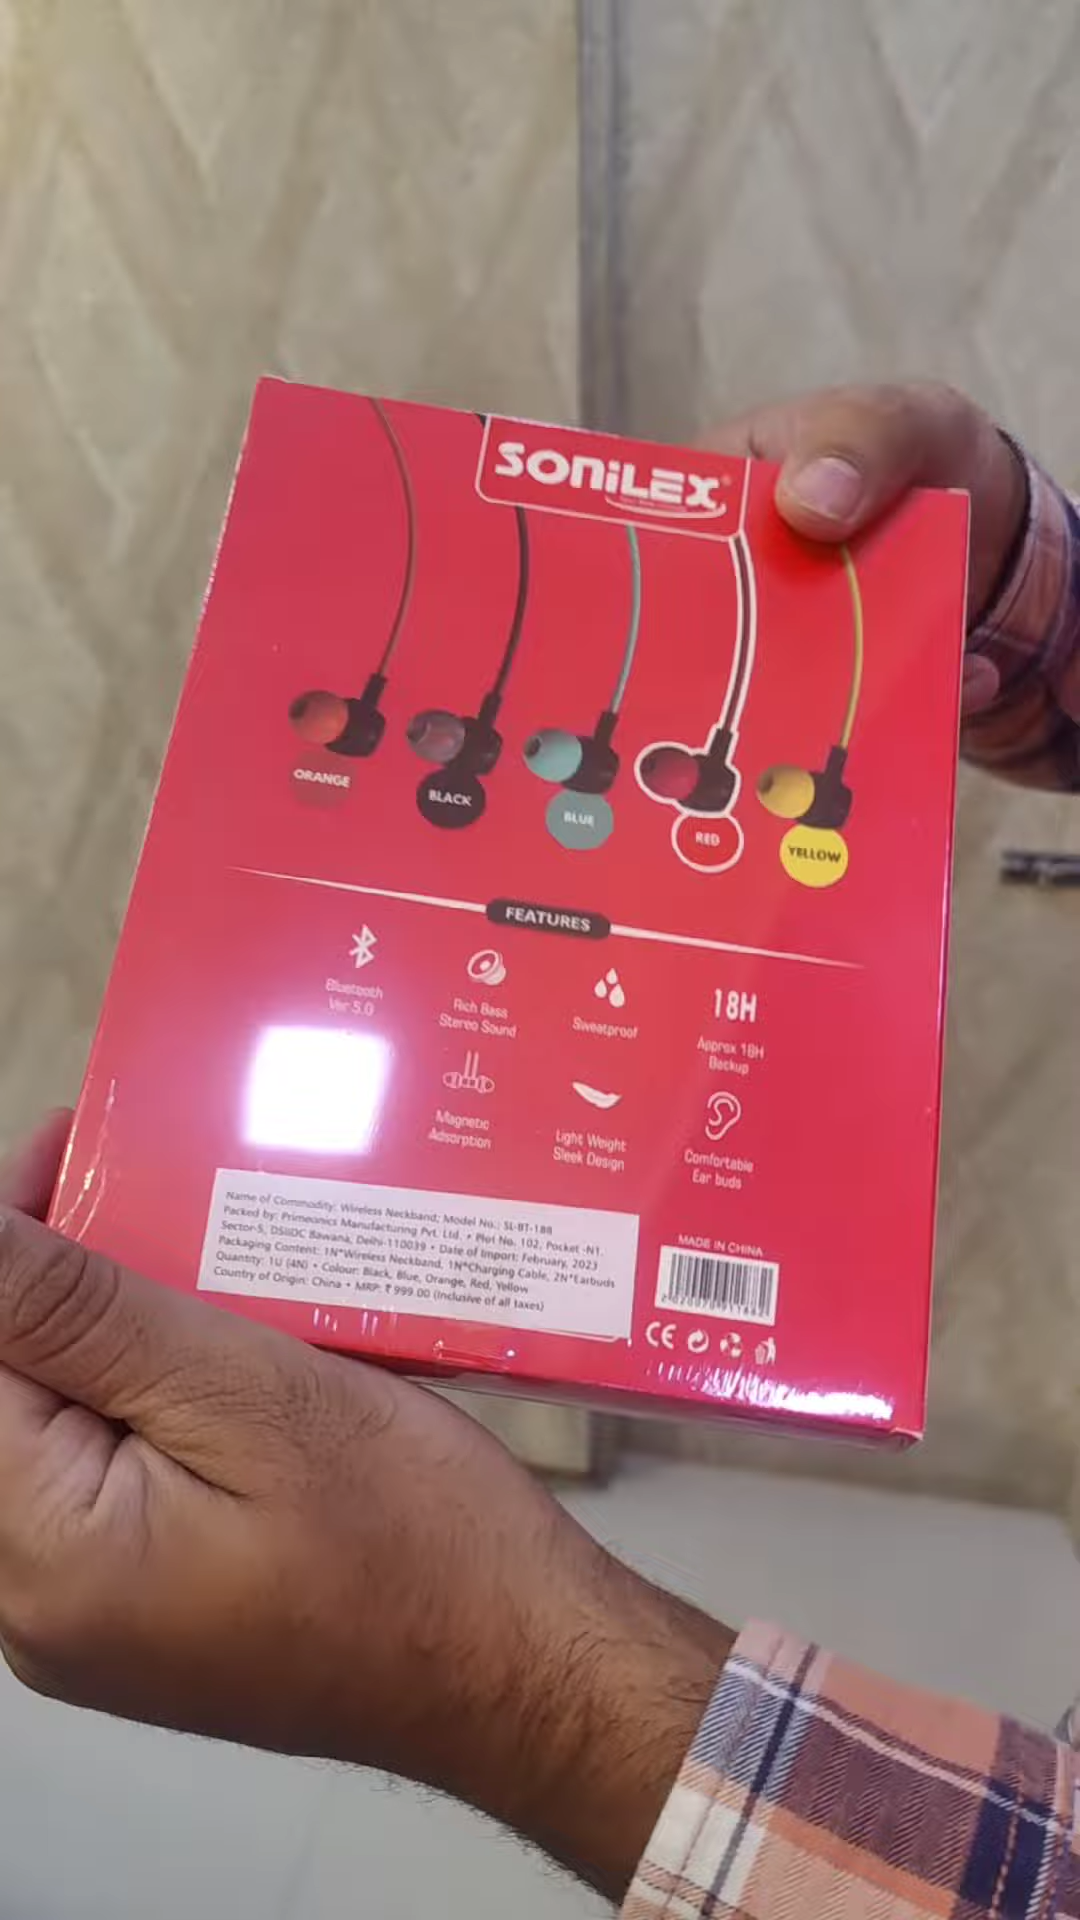 SONiLEX
ORANGE
BLACK
BLUE
RED
YELLOW
FEATURES
Bluetooth
Ver 5.0
Rich Bass
Stereo Sound
Sweatproof
18H
Approx 18H
Backup
Magnetic
Adsorption
Light Weight
Sleek Design
Comfortable
Ear buds
Name of Commodity: Wireless Neckband; Model No.: SL-BT-188
Packed by: Primeonics Manufacturing Pvt. Ltd. • Plot No. 102, Pocket -N1,
Sector-5, DSIIDC Bawana, Delhi-110039 • Date of Import: February, 2023
Packaging Content: 1N*Wireless Neckband, 1N*Charging Cable, 2N*Earbuds
Quantity: 1U (4N) • Colour: Black, Blue, Orange, Red, Yellow
Country of Origin: China • MRP: ₹ 999.00 (Inclusive of all taxes)
MADE IN CHINA
CE